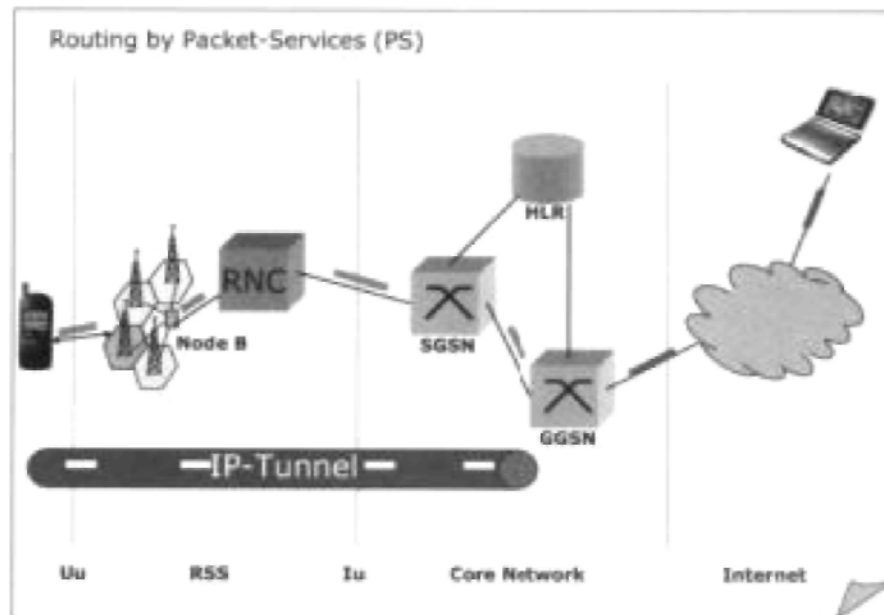 Routing by Packet-Services (PS)
HLR
RNC
Node B
SGSN
GGSN
IP-Tunnel
Uu RSS Iu Core Network Internet